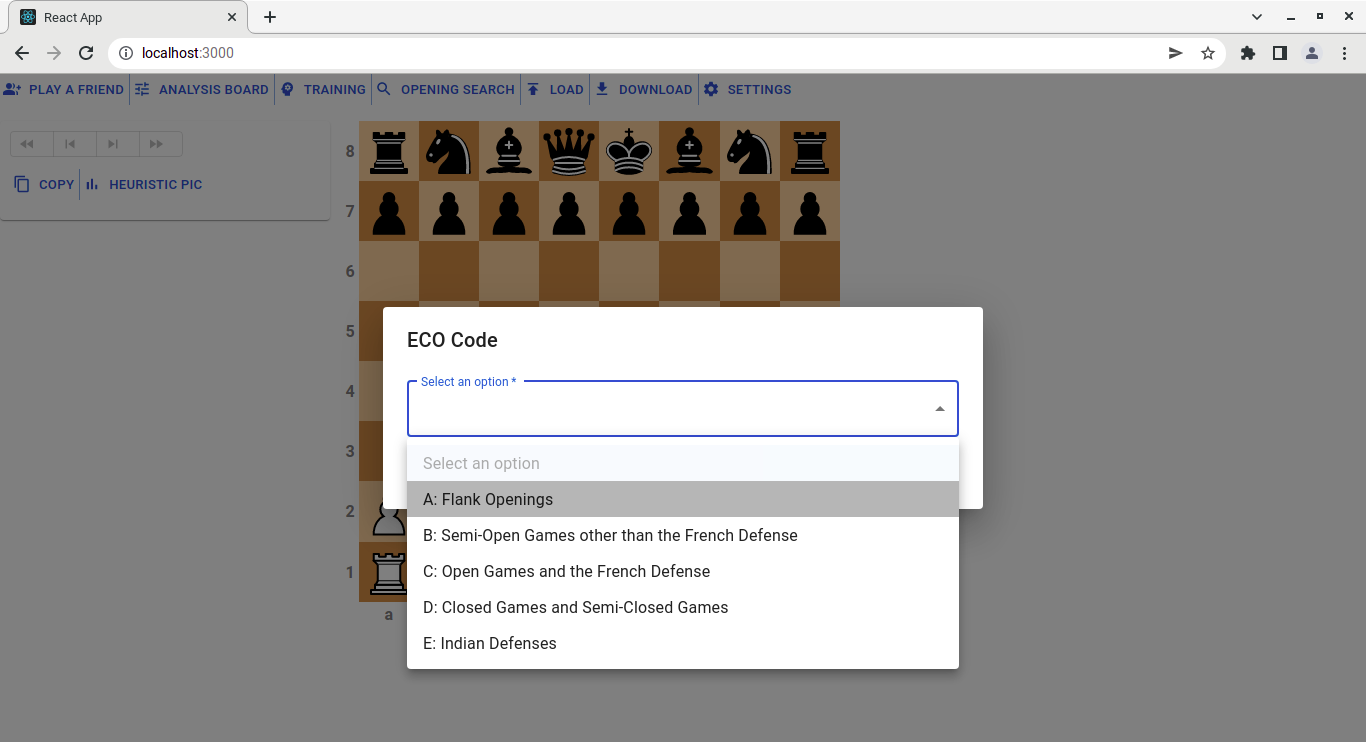 React App
localhost:3000
PLAY A FRIEND ANALYSIS BOARD TRAINING OPENING SEARCH LOAD DOWNLOAD SETTINGS
COPY HEURISTIC PIC
8
7
6
5
4
3
2
1
a
ECO Code
Select an option *
Select an option
A: Flank Openings
B: Semi-Open Games other than the French Defense
C: Open Games and the French Defense
D: Closed Games and Semi-Closed Games
E: Indian Defenses